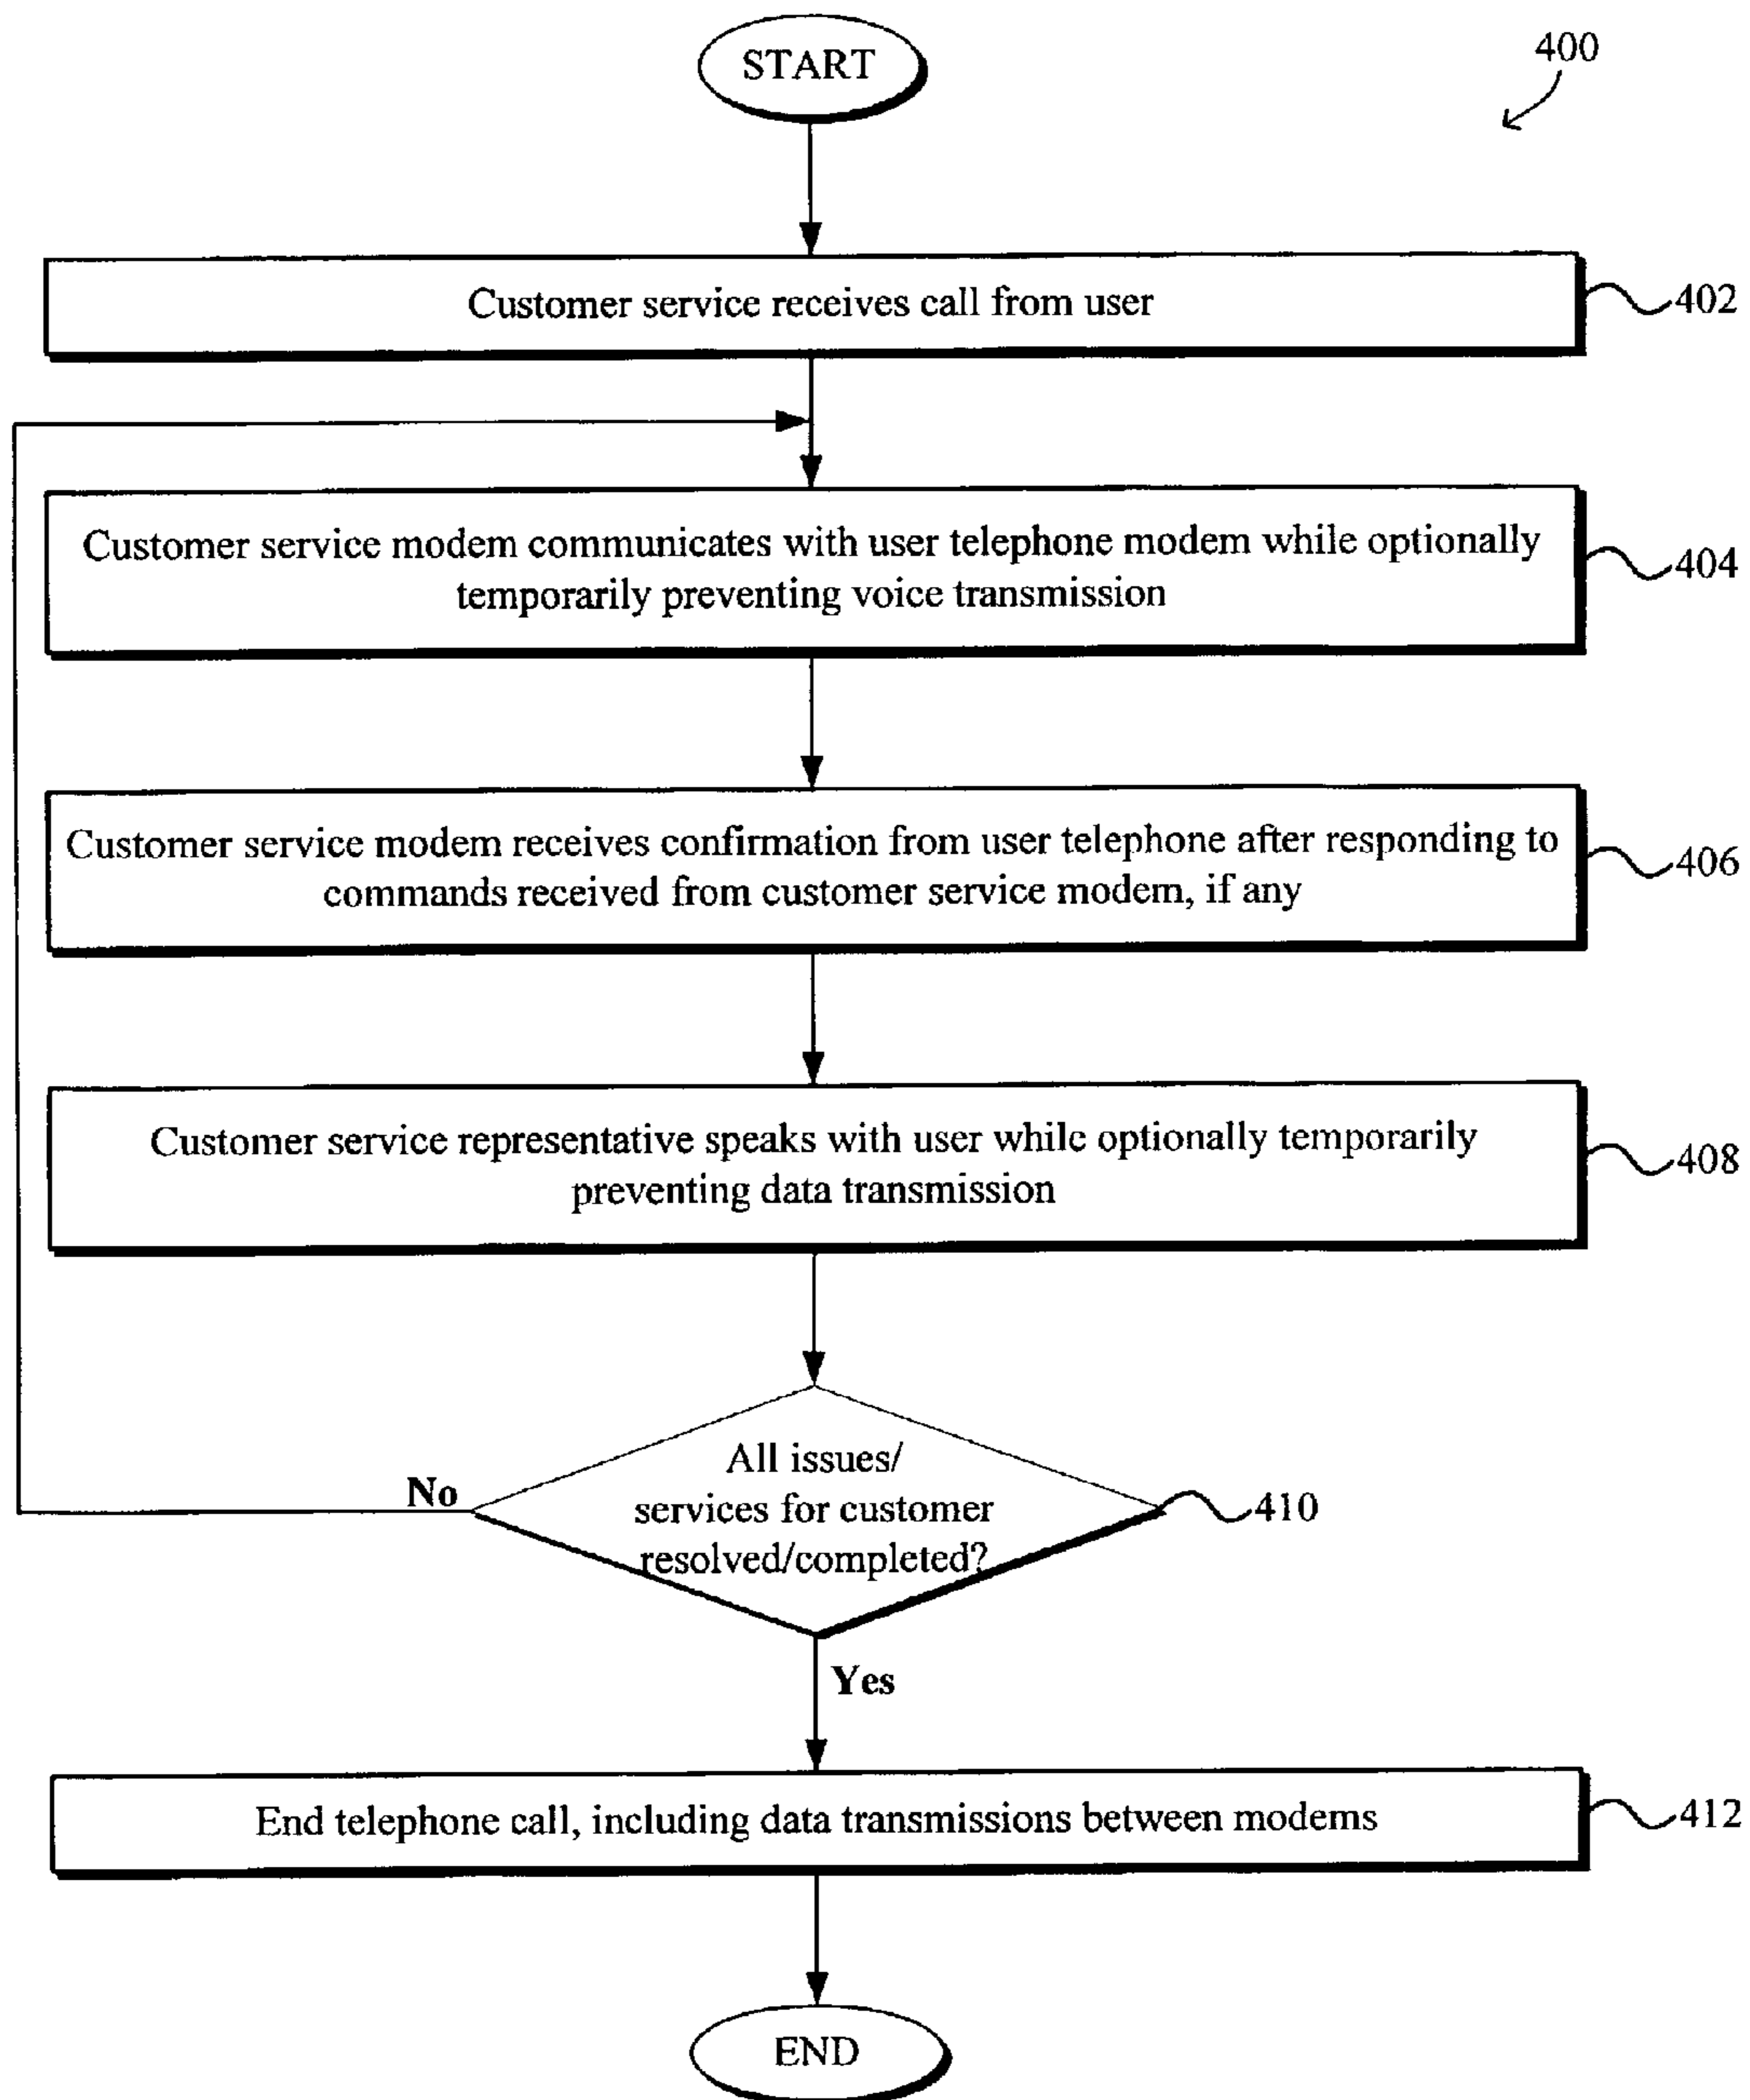 START
400
Customer service receives call from user
402
Customer service modem communicates with user telephone modem while optionally
temporarily preventing voice transmission
404
Customer service modem receives confirmation from user telephone after responding to
commands received from customer service modem, if any
406
Customer service representative speaks with user while optionally temporarily
preventing data transmission
408
All issues/
services for customer
resolved/completed?
No
410
Yes
End telephone call, including data transmissions between modems
412
END